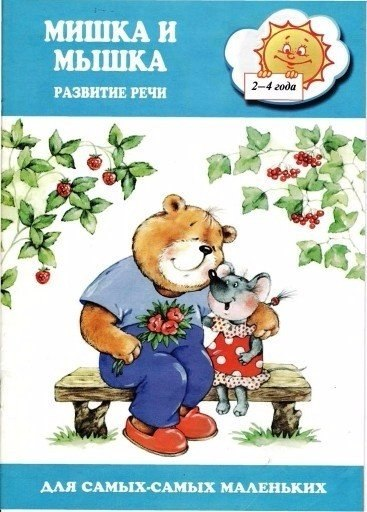 МИШКА И
МЫШКА
РАЗВИТИЕ РЕЧИ
2–4 года
ДЛЯ САМЫХ-САМЫХ МАЛЕНЬКИХ